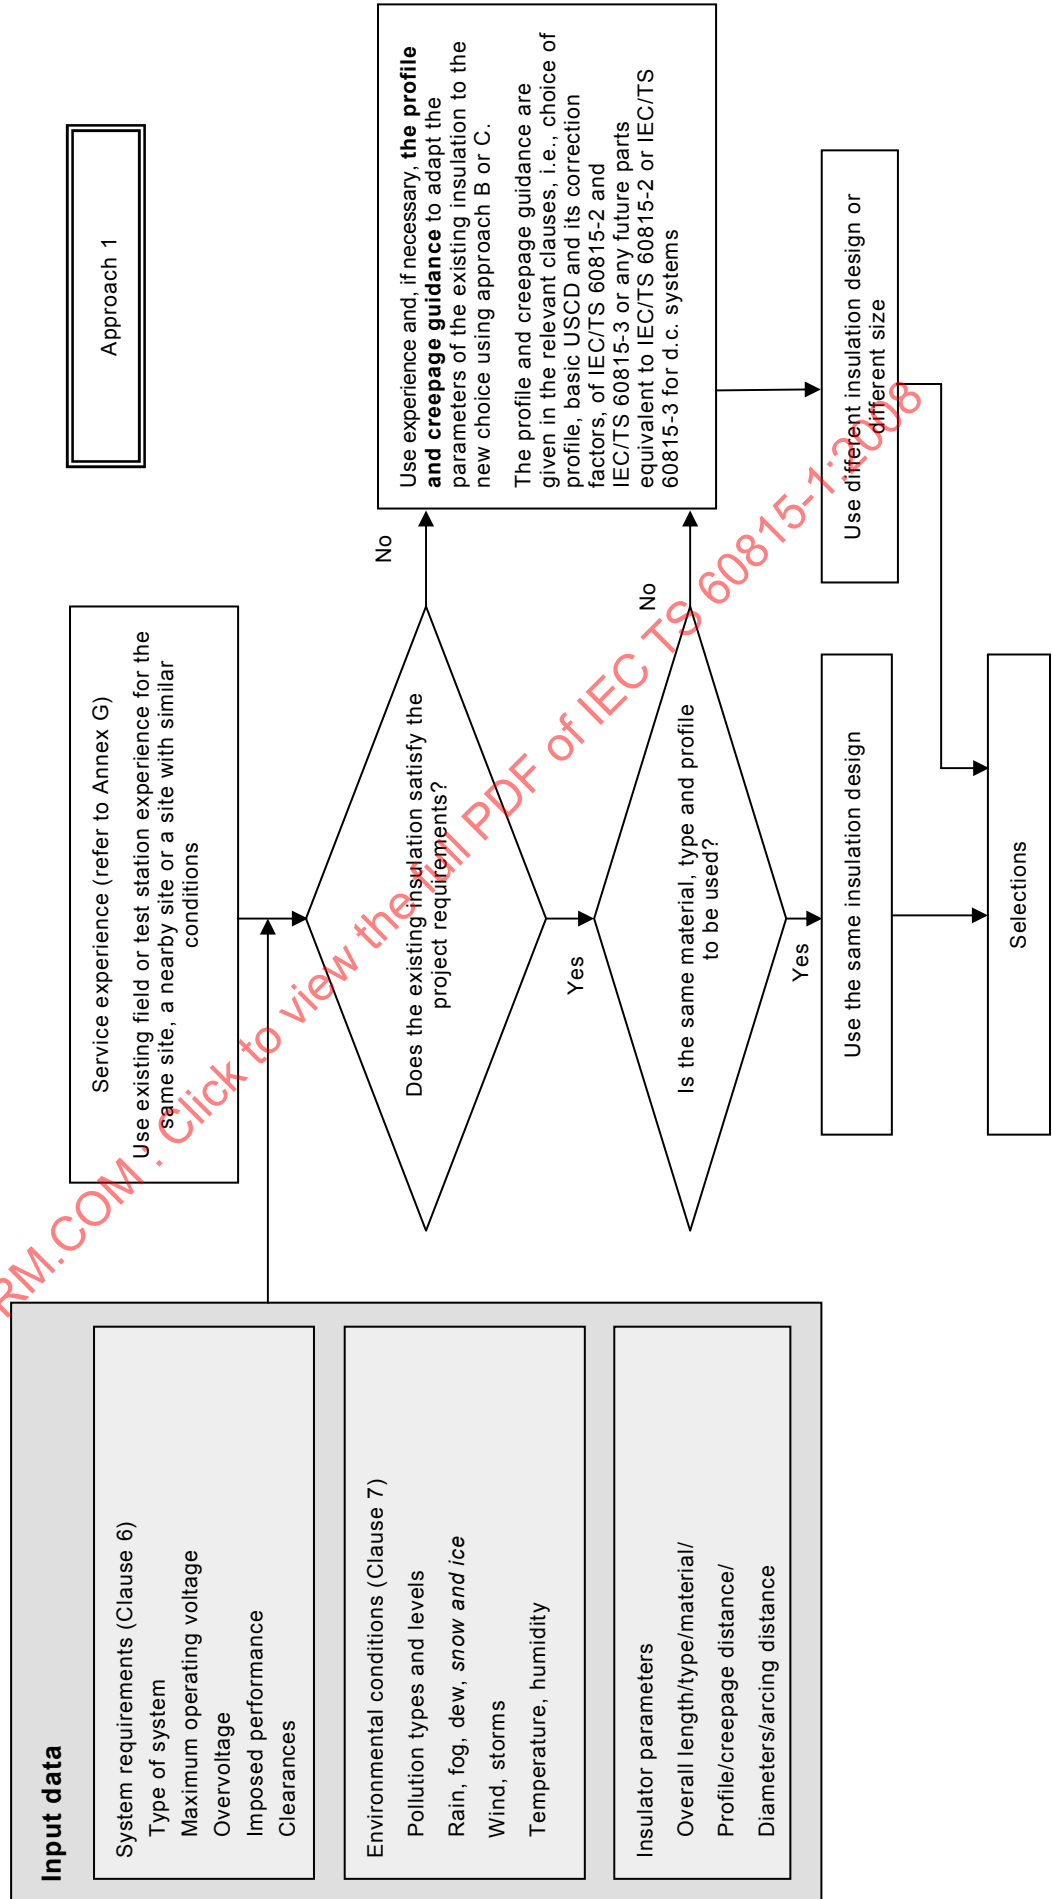 Approach 1
Input data
System requirements (Clause 6)
Type of system
Maximum operating voltage
Overvoltage
Imposed performance
Clearances
Environmental conditions (Clause 7)
Pollution types and levels
Rain, fog, dew, snow and ice
Wind, storms
Temperature, humidity
Insulator parameters
Overall length/type/material/
Profile/creepage distance/
Diameters/arcing distance
Service experience (refer to Annex G)
Use existing field or test station experience for the
same site, a nearby site or a site with similar
conditions
Does the existing insulation satisfy the
project requirements?
No
Yes
Is the same material, type and profile
to be used?
No
Yes
Use experience and, if necessary, the profile
and creepage guidance to adapt the
parameters of the existing insulation to the
new choice using approach B or C.
The profile and creepage guidance are
given in the relevant clauses, i.e., choice of
profile, basic USCD and its correction
factors, of IEC/TS 60815-2 and
IEC/TS 60815-3 or any future parts
equivalent to IEC/TS 60815-2 or IEC/TS
60815-3 for d.c. systems
Use the same insulation design
Use different insulation design or
different size
Selections
RM.COM : Click to view the full PDF of IEC TS 60815-1:2008